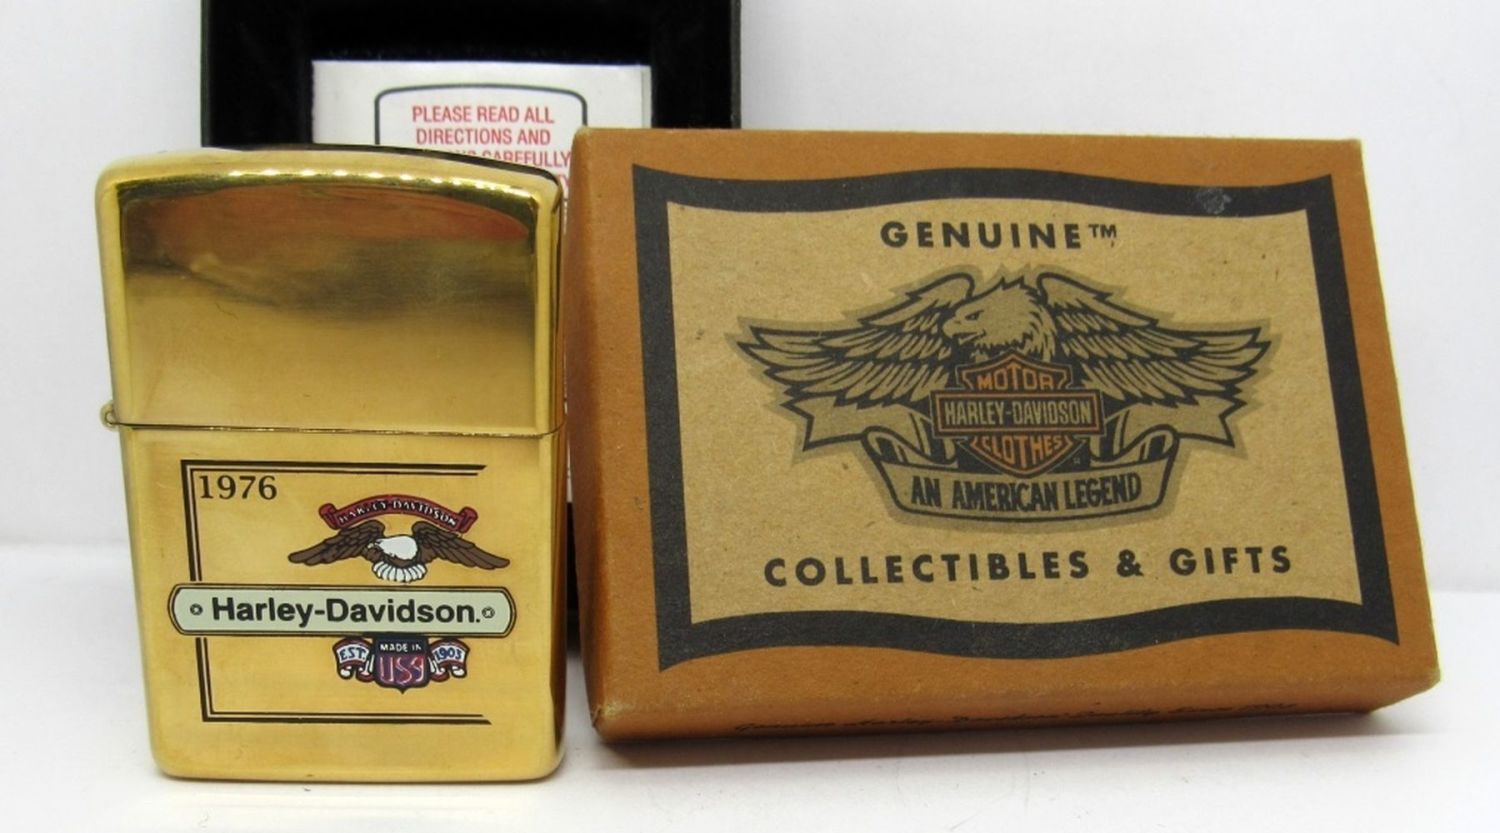 PLEASE READ ALL
DIRECTIONS AND
CAREFULLY
1976
HARLEY-DAVIDSON
Harley-Davidson.
EST.
MADE IN
USA
1903
GENUINE™
MOTOR
HARLEY-DAVIDSON
CLOTHES
AN AMERICAN LEGEND
COLLECTIBLES & GIFTS